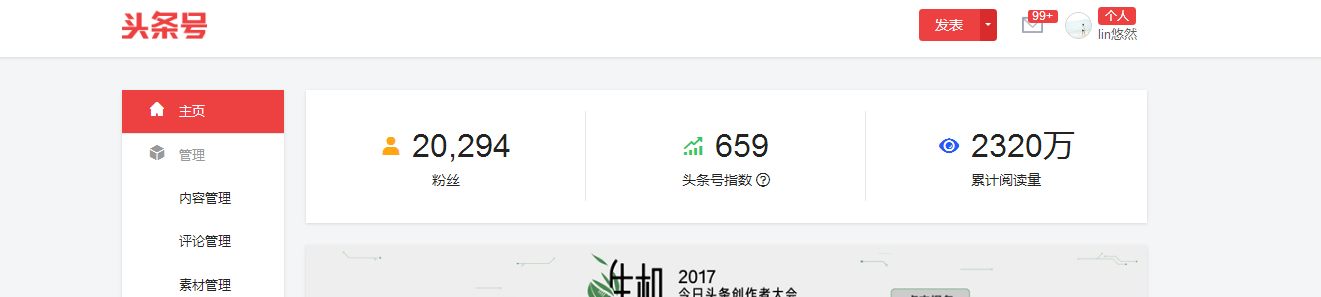 头条号
发表
99+
个人
lin悠然
主页
管理
内容管理
评论管理
素材管理
20,294
粉丝
659
头条号指数
2320万
累计阅读量
生机
2017
今日头条创作者大会